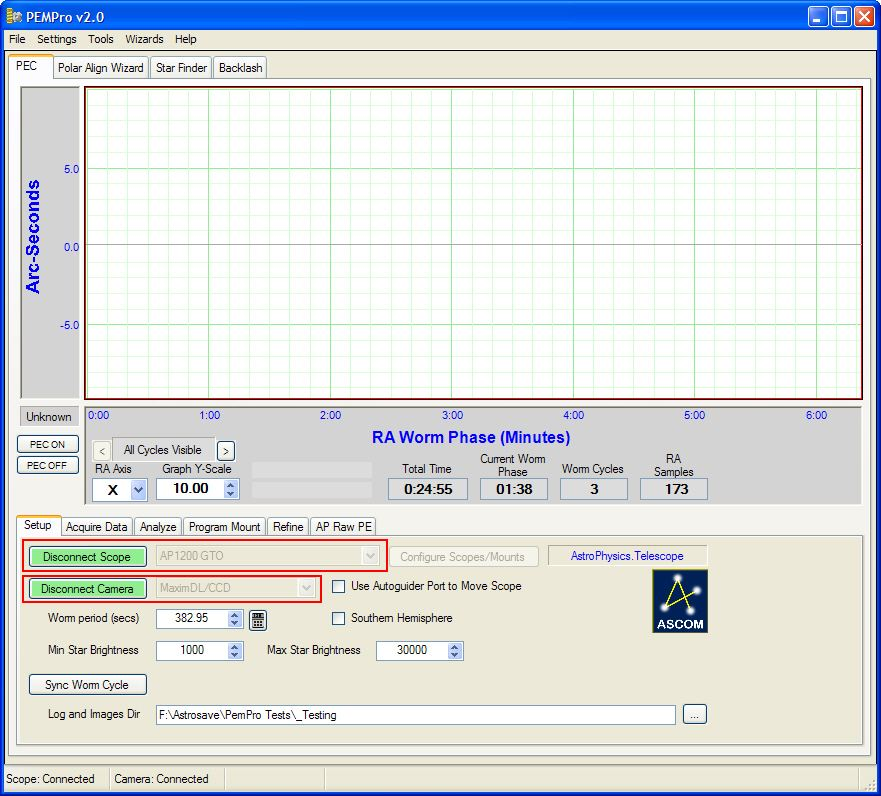 PEMPro v2.0
File Settings Tools Wizards Help
PEC Polar Align Wizard Star Finder Backlash
Arc-Seconds
5.0
0.0
-5.0
Unknown
0:00 1:00 2:00 3:00 4:00 5:00 6:00
RA Worm Phase (Minutes)
PEC ON
PEC OFF
< All Cycles Visible >
RA Axis Graph Y-Scale
X 10.00
Total Time
0:24:55
Current Worm
Phase
01:38
Worm Cycles
3
RA
Samples
173
Setup Acquire Data Analyze Program Mount Refine AP Raw PE
Disconnect Scope AP1200 GTO Configure Scopes/Mounts AstroPhysics.Telescope
Disconnect Camera MaximDL/CCD Use Autoguider Port to Move Scope
ASCOM
Worm period (secs) 382.95 Southern Hemisphere
Min Star Brightness 1000 Max Star Brightness 30000
Sync Worm Cycle
Log and Images Dir F:\Astrosave\PemPro Tests\_Testing ...
Scope: Connected Camera: Connected